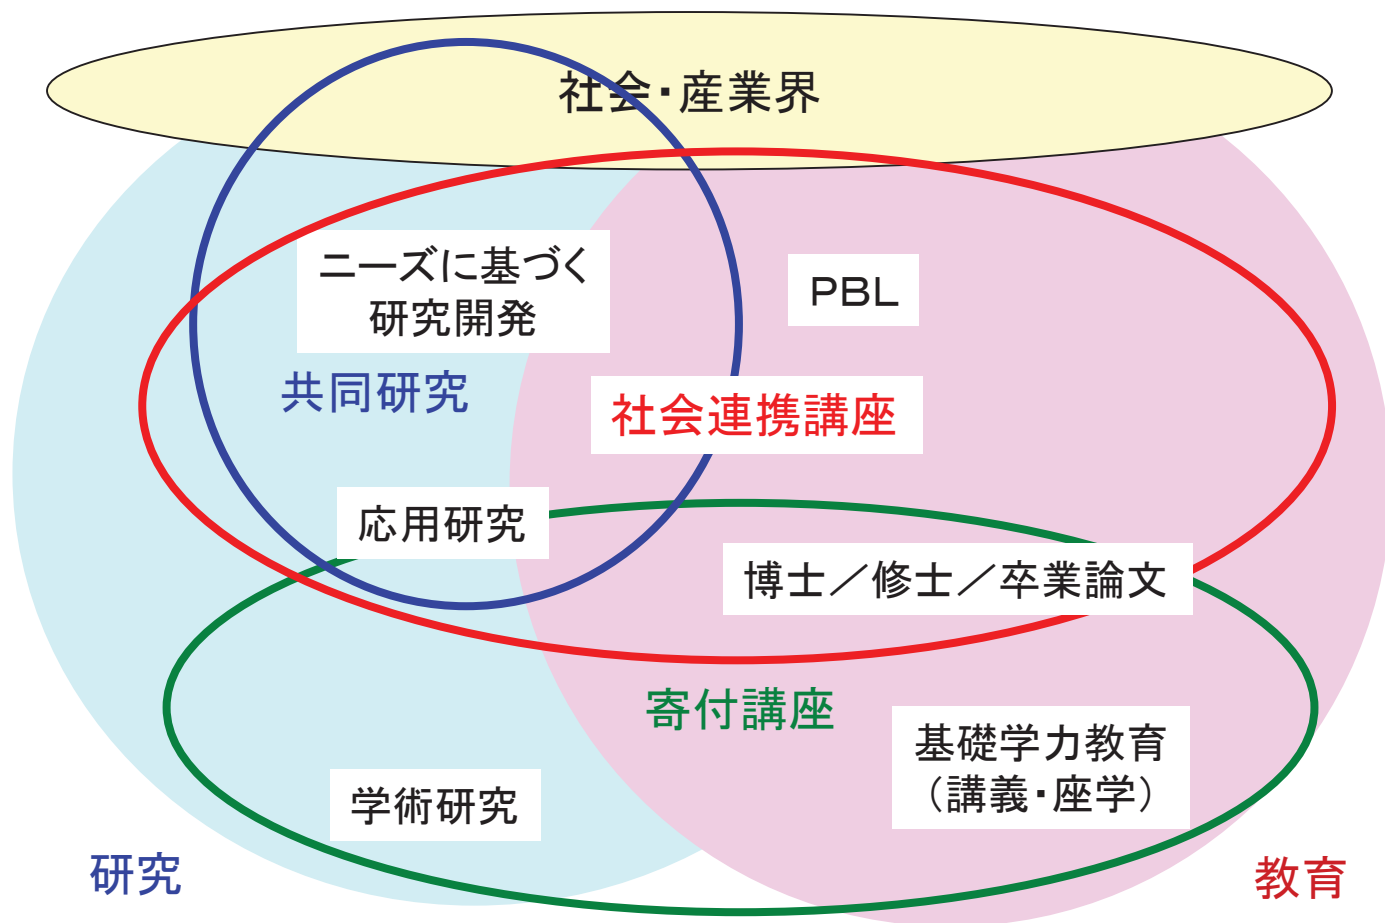 社会・産業界
ニーズに基づく
研究開発
PBL
共同研究
社会連携講座
応用研究
博士／修士／卒業論文
寄付講座
基礎学力教育
（講義・座学）
学術研究
研究
教育